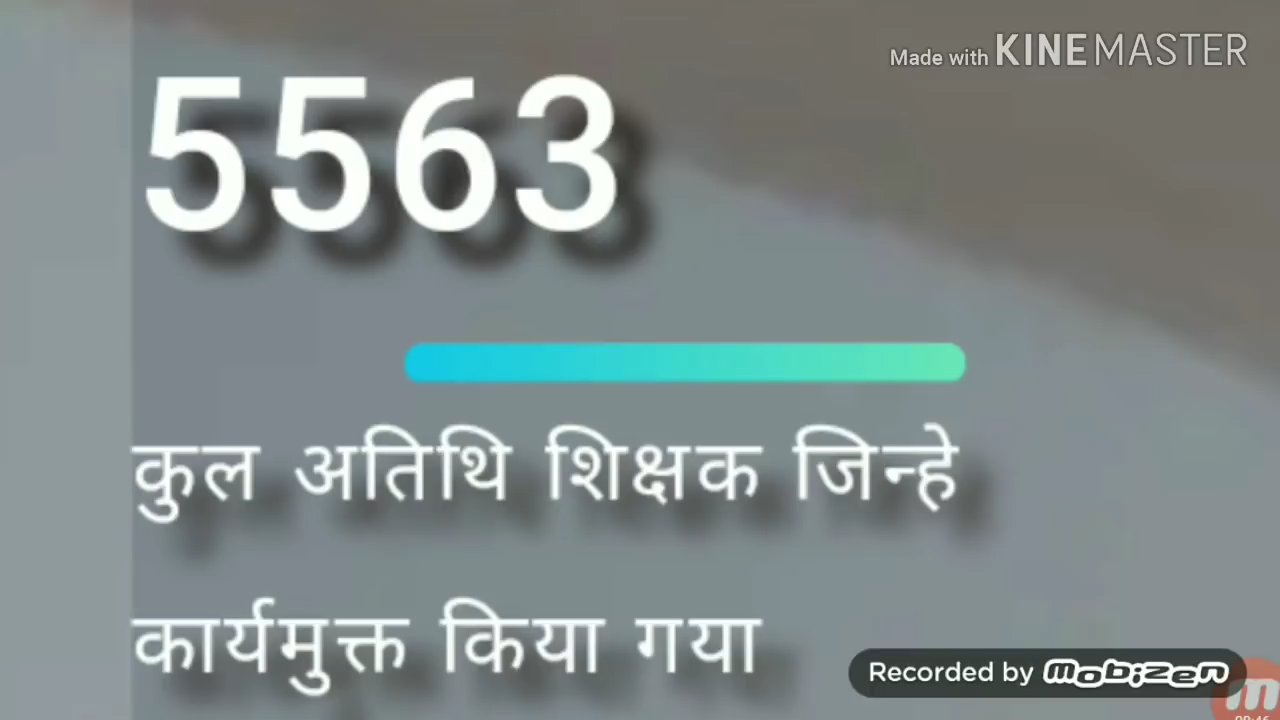 Made with KINEMASTER
5563
कुल अतिथि शिक्षक जिन्हे
कार्यमुक्त किया गया
Recorded by Mobizen